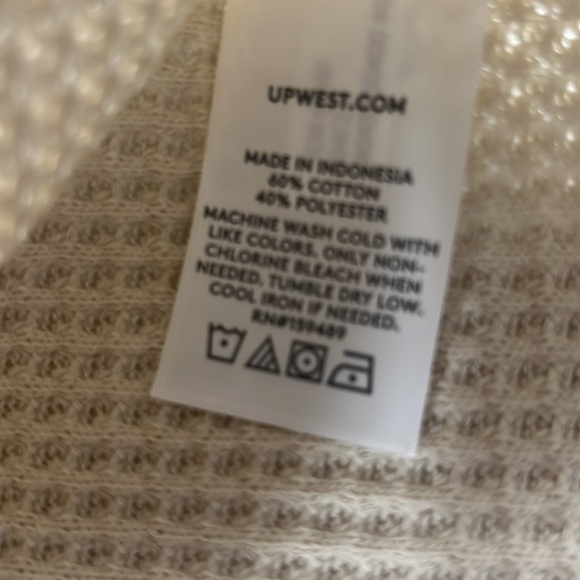 UPWEST.COM
MADE IN INDONESIA
60% COTTON
40% POLYESTER
MACHINE WASH COLD WITH
LIKE COLORS. ONLY NON-
CHLORINE BLEACH WHEN
NEEDED. TUMBLE DRY LOW.
COOL IRON IF NEEDED.
RN#159489